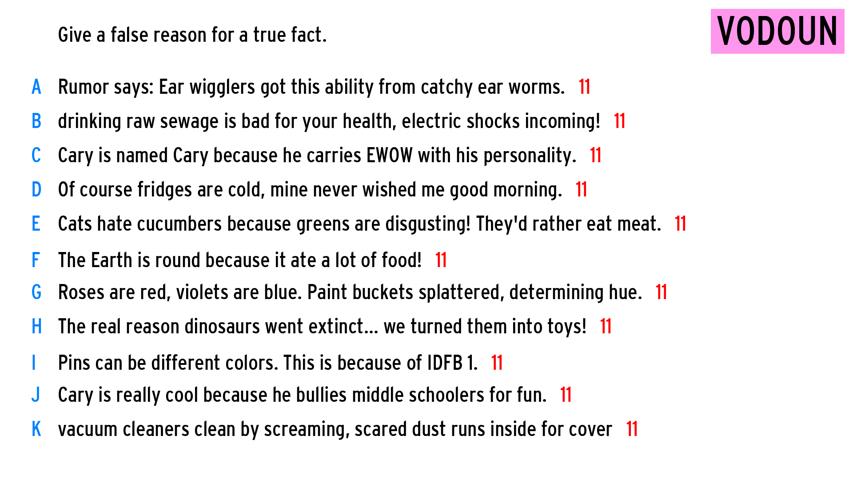 Give a false reason for a true fact.
VODOUN
A Rumor says: Ear wigglers got this ability from catchy ear worms. 11
B drinking raw sewage is bad for your health, electric shocks incoming! 11
C Cary is named Cary because he carries EWOW with his personality. 11
D Of course fridges are cold, mine never wished me good morning. 11
E Cats hate cucumbers because greens are disgusting! They'd rather eat meat. 11
F The Earth is round because it ate a lot of food! 11
G Roses are red, violets are blue. Paint buckets splattered, determining hue. 11
H The real reason dinosaurs went extinct... we turned them into toys! 11
I Pins can be different colors. This is because of IDFB 1. 11
J Cary is really cool because he bullies middle schoolers for fun. 11
K vacuum cleaners clean by screaming, scared dust runs inside for cover 11